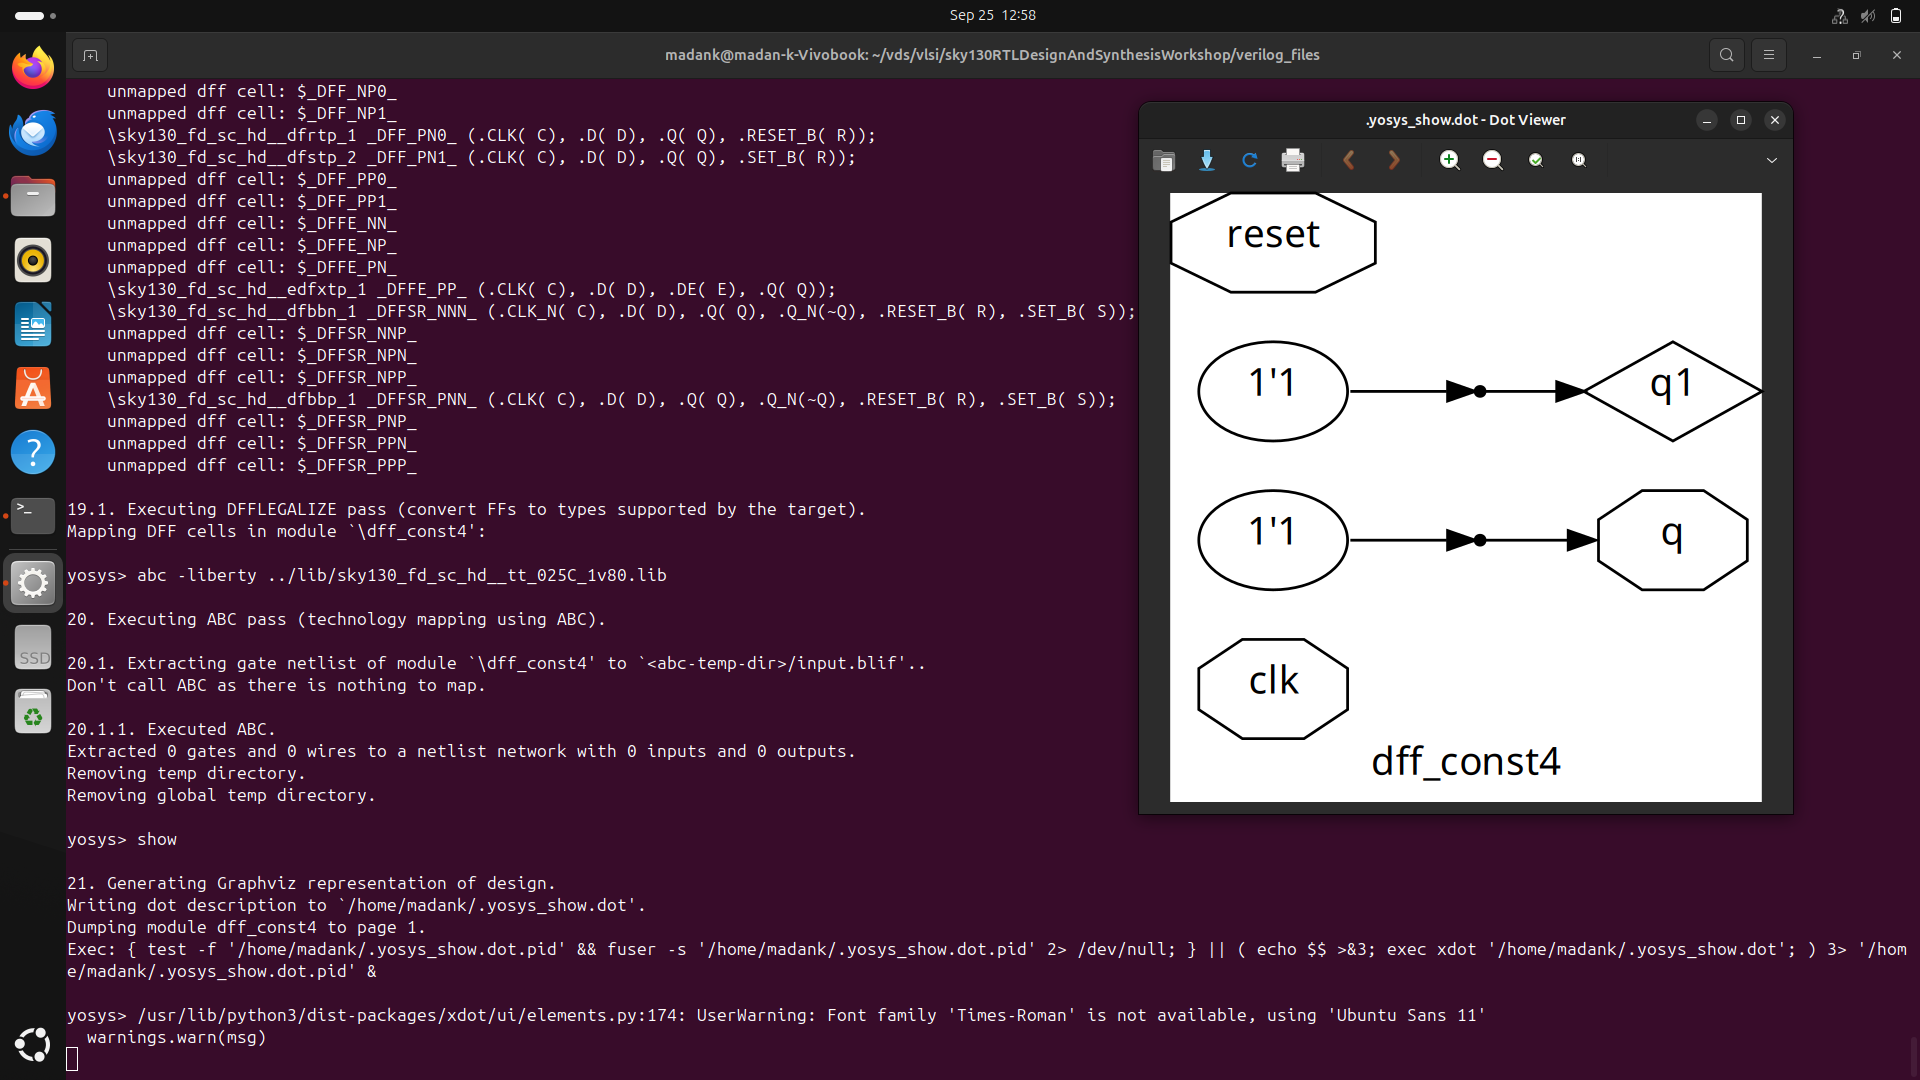 Sep 25 12:58
madank@madan-k-Vivobook: ~/vds/vlsi/sky130RTLDesignAndSynthesisWorkshop/verilog_files
unmapped dff cell: $_DFF_NP0_
unmapped dff cell: $_DFF_NP1_
\sky130_fd_sc_hd__dfrtp_1 _DFF_PN0_ (.CLK( C), .D( D), .Q( Q), .RESET_B( R));
\sky130_fd_sc_hd__dfstp_2 _DFF_PN1_ (.CLK( C), .D( D), .Q( Q), .SET_B( R));
unmapped dff cell: $_DFF_PP0_
unmapped dff cell: $_DFF_PP1_
unmapped dff cell: $_DFFE_NN_
unmapped dff cell: $_DFFE_NP_
unmapped dff cell: $_DFFE_PN_
\sky130_fd_sc_hd__edfxtp_1 _DFFE_PP_ (.CLK( C), .D( D), .DE( E), .Q( Q));
\sky130_fd_sc_hd__dfbbn_1 _DFFSR_NNN_ (.CLK_N( C), .D( D), .Q( Q), .Q_N(~Q), .RESET_B( R), .SET_B( S));
unmapped dff cell: $_DFFSR_NNP_
unmapped dff cell: $_DFFSR_NPN_
unmapped dff cell: $_DFFSR_NPP_
\sky130_fd_sc_hd__dfbbp_1 _DFFSR_PNN_ (.CLK( C), .D( D), .Q( Q), .Q_N(~Q), .RESET_B( R), .SET_B( S));
unmapped dff cell: $_DFFSR_PNP_
unmapped dff cell: $_DFFSR_PPN_
unmapped dff cell: $_DFFSR_PPP_
19.1. Executing DFFLEGALIZE pass (convert FFs to types supported by the target).
Mapping DFF cells in module `\dff_const4':
yosys> abc -liberty ../lib/sky130_fd_sc_hd__tt_025C_1v80.lib
20. Executing ABC pass (technology mapping using ABC).
20.1. Extracting gate netlist of module `\dff_const4' to `<abc-temp-dir>/input.blif'..
Don't call ABC as there is nothing to map.
20.1.1. Executed ABC.
Extracted 0 gates and 0 wires to a netlist network with 0 inputs and 0 outputs.
Removing temp directory.
Removing global temp directory.
yosys> show
21. Generating Graphviz representation of design.
Writing dot description to `/home/madank/.yosys_show.dot'.
Dumping module dff_const4 to page 1.
Exec: { test -f '/home/madank/.yosys_show.dot.pid' && fuser -s '/home/madank/.yosys_show.dot.pid' 2> /dev/null; } || ( echo $$ >&3; exec xdot '/home/madank/.yosys_show.dot'; ) 3> '/hom
e/madank/.yosys_show.dot.pid' &
yosys> /usr/lib/python3/dist-packages/xdot/ui/elements.py:174: UserWarning: Font family 'Times-Roman' is not available, using 'Ubuntu Sans 11'
warnings.warn(msg)
.yosys_show.dot - Dot Viewer
reset
1'1
q1
1'1
q
clk
dff_const4
SSD